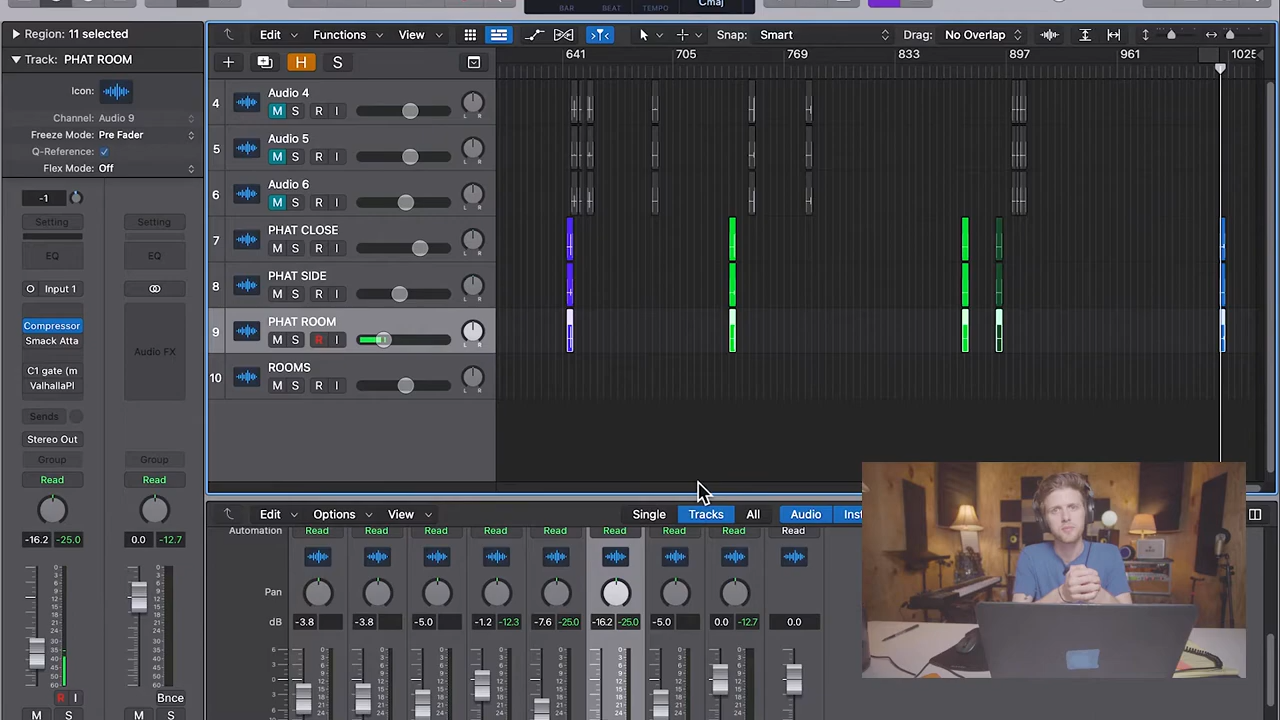 Cmaj
BAR BEAT TEMPO KEY
Region: 11 selected
Edit Functions View Snap: Smart Drag: No Overlap
Track: PHAT ROOM
H S
641 705 769 833 897 961 1025
Icon:
Channel: Audio 9
Freeze Mode: Pre Fader
Q-Reference:
Flex Mode: Off
4 Audio 4
M S R I
L R
5 Audio 5
M S R I
L R
6 Audio 6
M S R I
L R
7 PHAT CLOSE
M S R I
L R
8 PHAT SIDE
M S R I
L R
9 PHAT ROOM
M S R I
L R
10 ROOMS
M S R I
L R
-1
Setting Setting
EQ EQ
Input 1
Compressor
Smack Atta
Audio FX
C1 gate (m
ValhallaPl
Sends
Stereo Out
Group Group
Read Read
-16.2 -25.0 0.0 -12.7
Bnce
R I
M S M S
Edit Options View Single Tracks All Audio Inst
Automation Read Read Read Read Read Read Read Read Read
Pan
dB -3.8 -3.8 -5.0 -1.2 -12.3 -7.6 -25.0 -16.2 -25.0 -5.0 0.0 -12.7 0.0